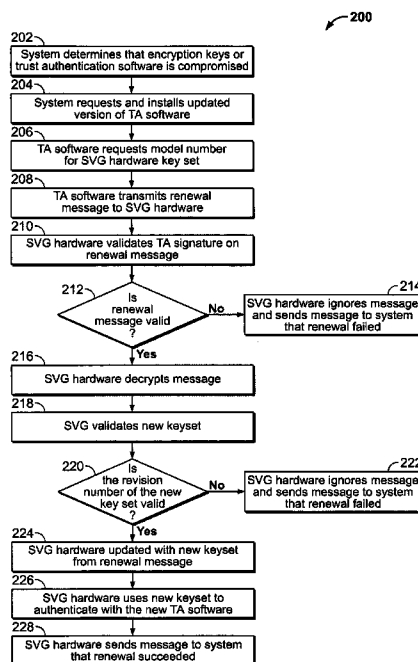 200
202
System determines that encryption keys or
trust authentication software is compromised
204
System requests and installs updated
version of TA software
206
TA software requests model number
for SVG hardware key set
208
TA software transmits renewal
message to SVG hardware
210
SVG hardware validates TA signature on
renewal message
212
Is
renewal
message valid
?
No
214
SVG hardware ignores message
and sends message to system
that renewal failed
Yes
216
SVG hardware decrypts message
218
SVG validates new keyset
220
Is
the revision
number of the new
key set valid
?
No
222
SVG hardware ignores message
and sends message to system
that renewal failed
Yes
224
SVG hardware updated with new keyset
from renewal message
226
SVG hardware uses new keyset to
authenticate with the new TA software
228
SVG hardware sends message to system
that renewal succeeded